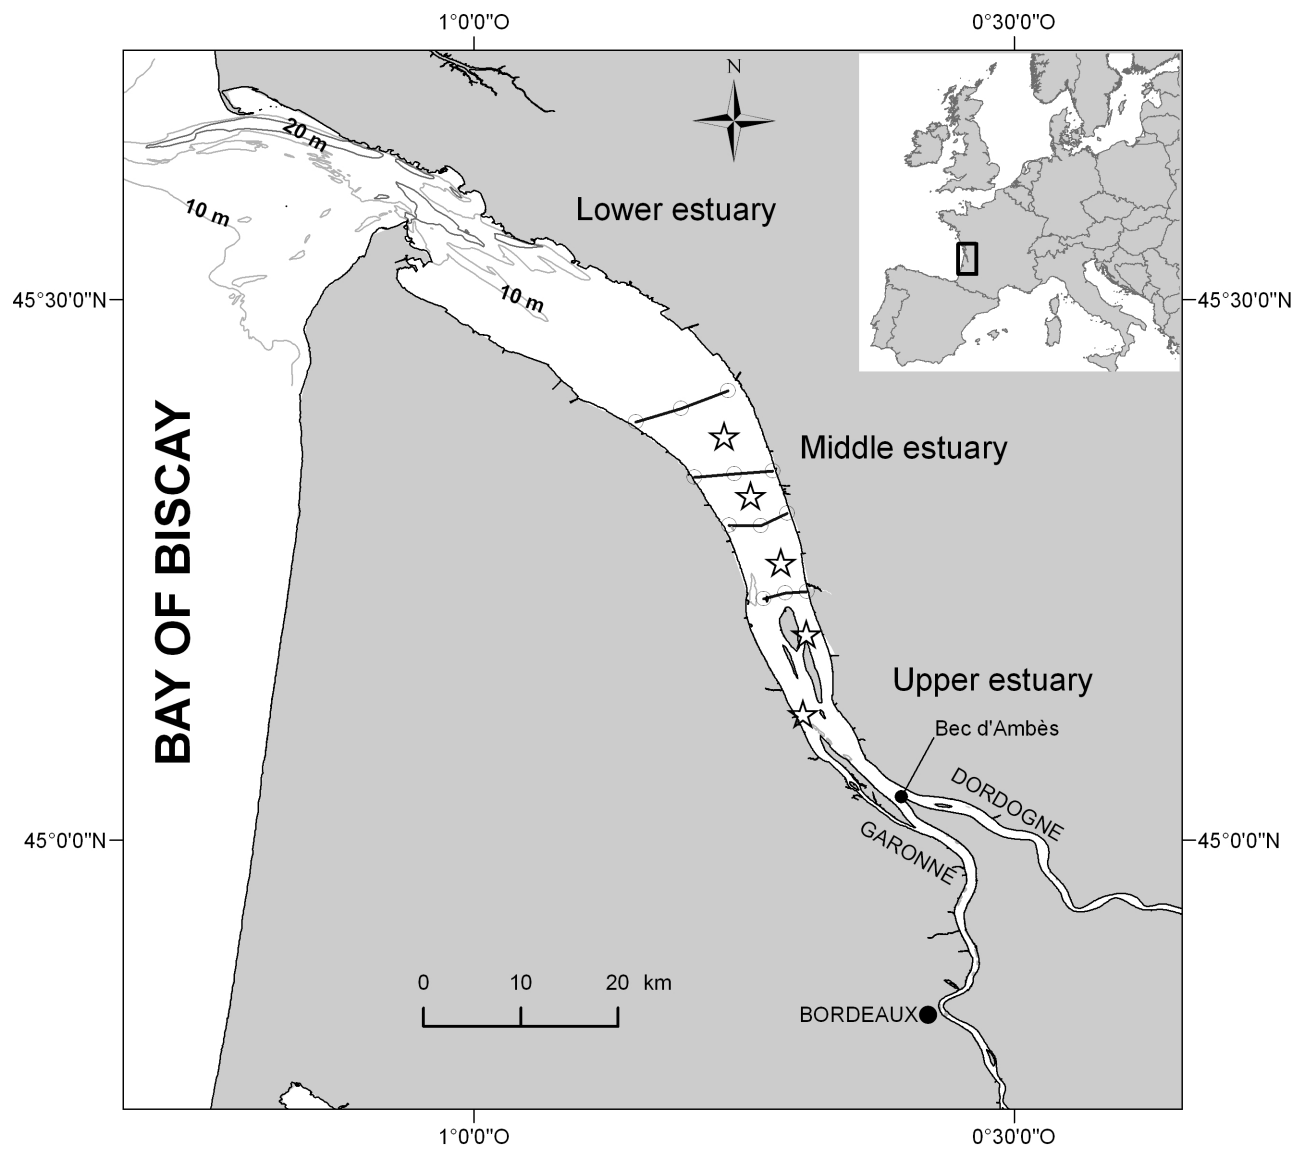 1°0'0"O
0°30'0"O
N
20 m
Lower estuary
10 m
10 m
45°30'0"N
45°30'0"N
BAY OF BISCAY
Middle estuary
Upper estuary
Bec d'Ambès
DORDOGNE
GARONNE
45°0'0"N
45°0'0"N
0 10 20 km
BORDEAUX
1°0'0"O
0°30'0"O